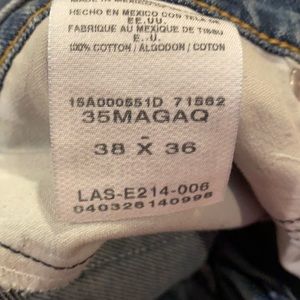 HECHO EN MEXICO CON TELA DE
EE.UU.
FABRIQUE AU MEXIQUE DE TISSU
E.-U.
100% COTTON / ALGODON / COTON
15A000551D 71562
35MAGAQ
-
38 X 36
LAS-E214-006
040328140998